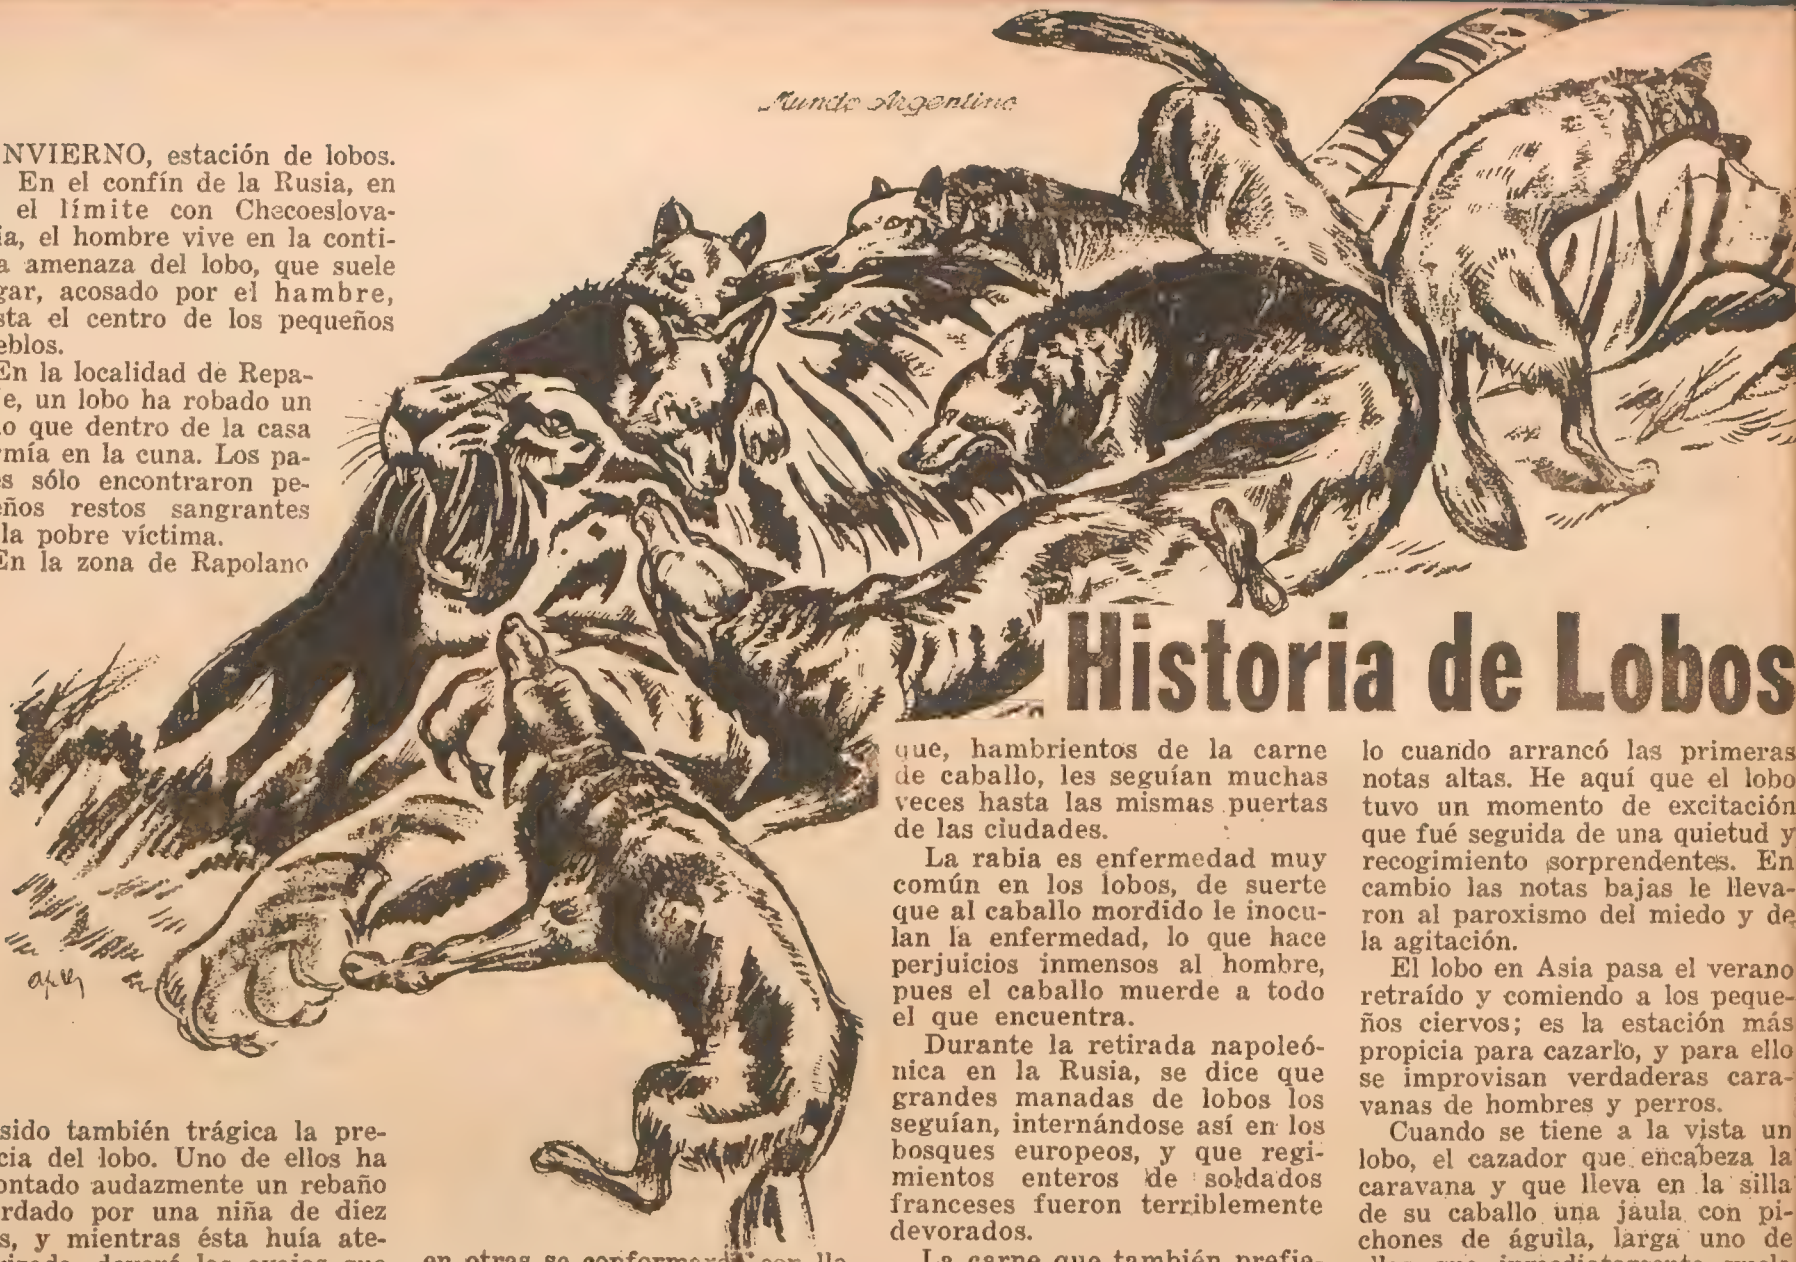 Mundo Argentino
NVIERNO, estación de lobos.
En el confín de la Rusia, en
el límite con Checoeslova-
ia, el hombre vive en la conti-
a amenaza del lobo, que suele
gar, acosado por el hambre,
sta el centro de los pequeños
eblos.
En la localidad de Repa-
e, un lobo ha robado un
o que dentro de la casa
rmía en la cuna. Los pa-
s sólo encontraron pe-
eños restos sangrantes
la pobre víctima.
En la zona de Rapolano
sido también trágica la pre-
cia del lobo. Uno de ellos ha
ontado audazmente un rebaño
rdado por una niña de diez
s, y mientras ésta huía ate-
Historia de Lobos
que, hambrientos de la carne
de caballo, les seguían muchas
veces hasta las mismas puertas
de las ciudades.
La rabia es enfermedad muy
común en los lobos, de suerte
que al caballo mordido le inocu-
lan la enfermedad, lo que hace
perjuicios inmensos al hombre,
pues el caballo muerde a todo
el que encuentra.
Durante la retirada napoleó-
nica en la Rusia, se dice que
grandes manadas de lobos los
seguían, internándose así en los
bosques europeos, y que regi-
mientos enteros de soldados
franceses fueron terriblemente
devorados.
La carne que también prefie-
lo cuando arrancó las primeras
notas altas. He aquí que el lobo
tuvo un momento de excitación
que fué seguida de una quietud y
recogimiento sorprendentes. En
cambio las notas bajas le lleva-
ron al paroxismo del miedo y de
la agitación.
El lobo en Asia pasa el verano
retraído y comiendo a los peque-
ños ciervos; es la estación más
propicia para cazarlo, y para ello
se improvisan verdaderas cara-
vanas de hombres y perros.
Cuando se tiene a la vista un
lobo, el cazador que encabeza la
caravana y que lleva en la silla
de su caballo una jaula con pi-
chones de águila, larga uno de